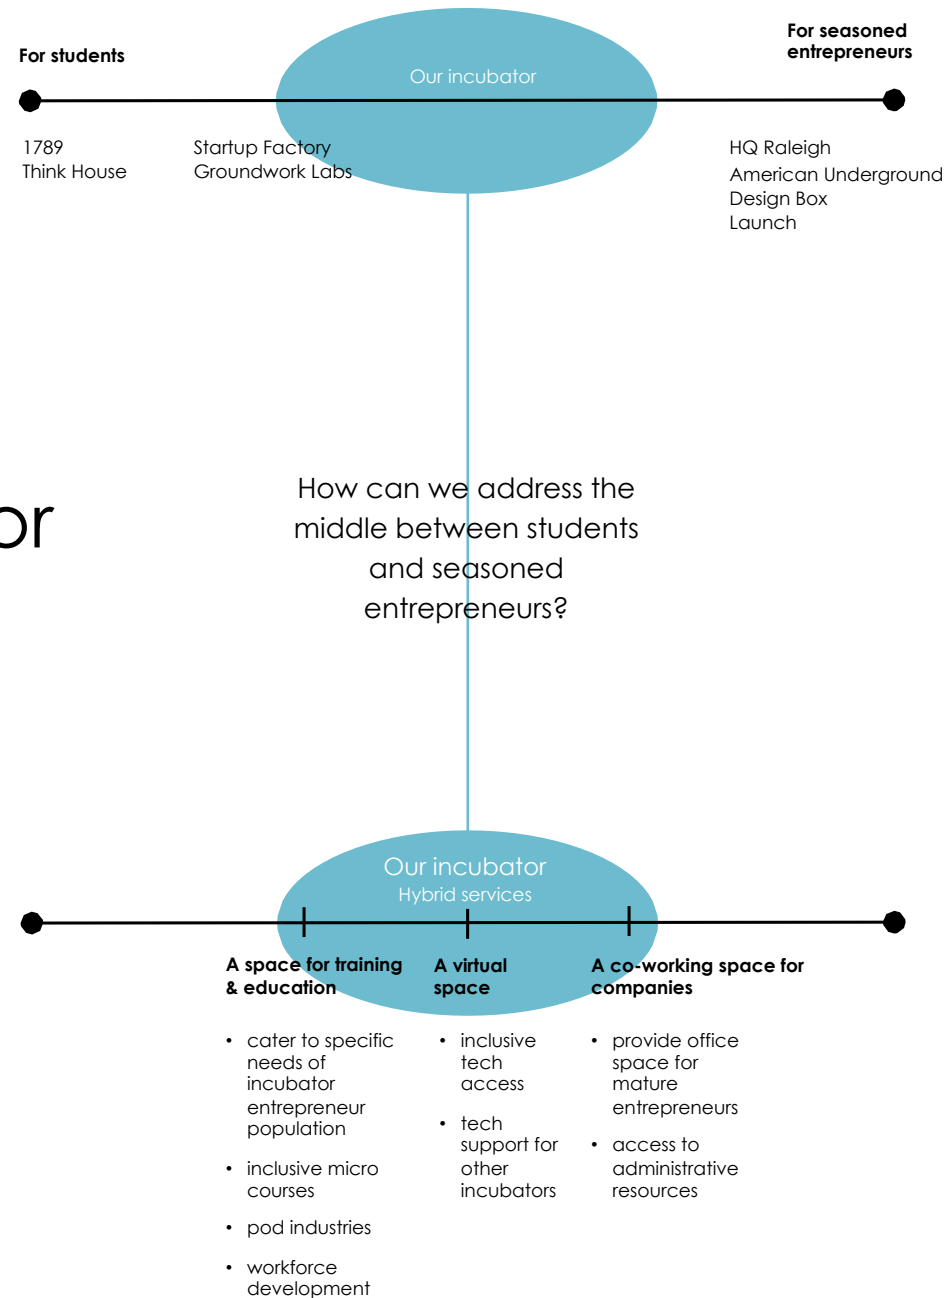 For students
For seasoned
entrepreneurs
Our incubator
1789
Think House
Startup Factory
Groundwork Labs
HQ Raleigh
American Underground
Design Box
Launch
or
How can we address the
middle between students
and seasoned
entrepreneurs?
Our incubator
Hybrid services
A space for training
& education
• cater to specific
needs of
incubator
entrepreneur
population
• inclusive micro
courses
• pod industries
• workforce
development
A virtual
space
• inclusive
tech
access
• tech
support for
other
incubators
A co-working space for
companies
• provide office
space for
mature
entrepreneurs
• access to
administrative
resources